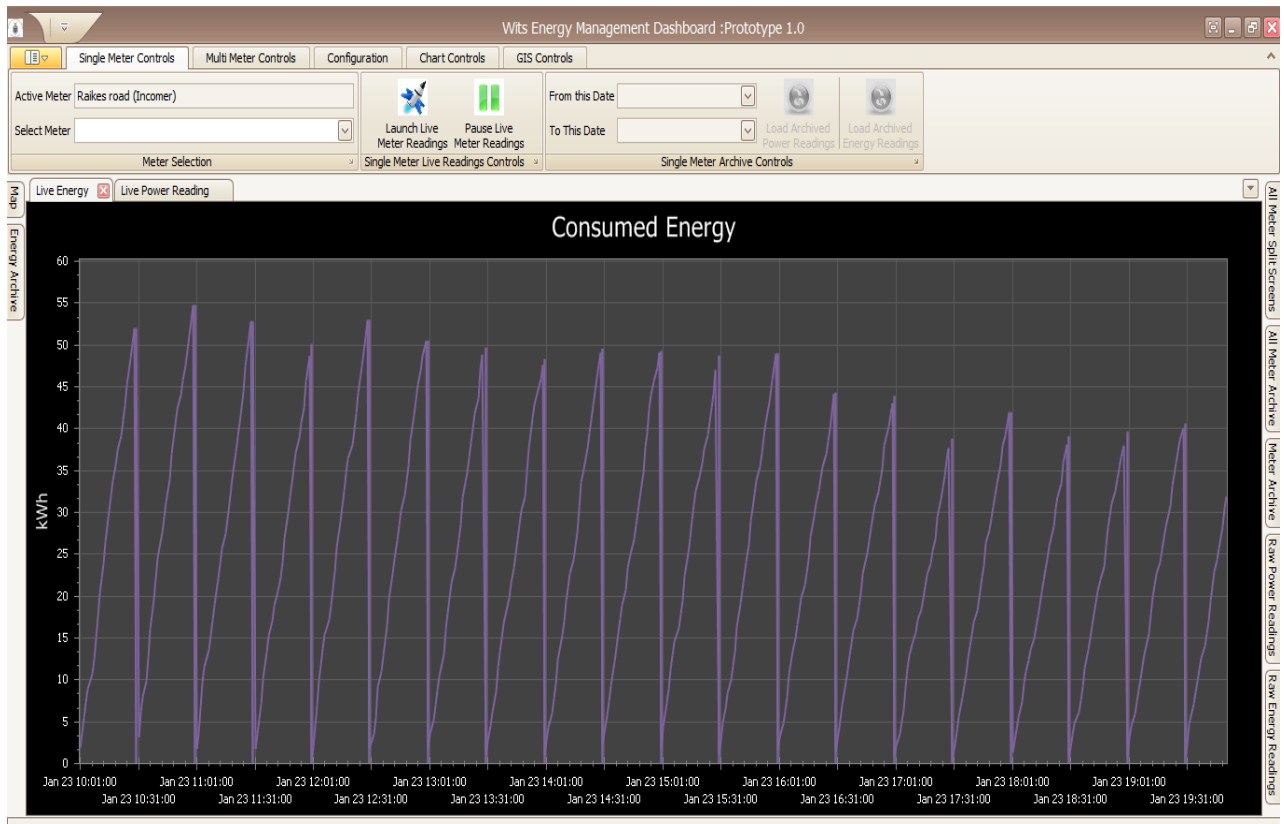 Wits Energy Management Dashboard :Prototype 1.0
Single Meter Controls
Multi Meter Controls
Configuration
Chart Controls
GIS Controls
Active Meter
Raikes road (Incomer)
Select Meter
Meter Selection
Launch Live
Meter Readings
Pause Live
Meter Readings
Single Meter Live Readings Controls
From this Date
To This Date
Load Archived
Power Readings
Load Archived
Energy Readings
Single Meter Archive Controls
Map
Energy Archive
Live Energy
Live Power Reading
Consumed Energy
kWh
60
55
50
45
40
35
30
25
20
15
10
5
0
Jan 23 10:01:00
Jan 23 10:31:00
Jan 23 11:01:00
Jan 23 11:31:00
Jan 23 12:01:00
Jan 23 12:31:00
Jan 23 13:01:00
Jan 23 13:31:00
Jan 23 14:01:00
Jan 23 14:31:00
Jan 23 15:01:00
Jan 23 15:31:00
Jan 23 16:01:00
Jan 23 16:31:00
Jan 23 17:01:00
Jan 23 17:31:00
Jan 23 18:01:00
Jan 23 18:31:00
Jan 23 19:01:00
Jan 23 19:31:00
All Meter Split Screens
All Meter Archive
Meter Archive
Raw Power Readings
Raw Energy Readings